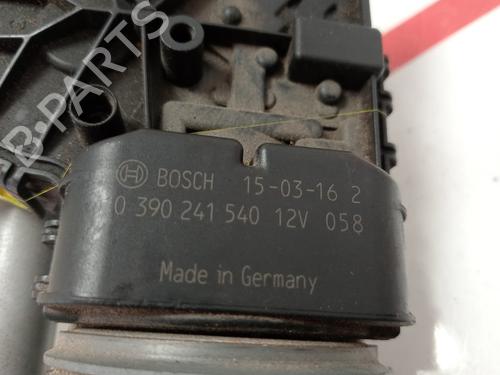 B-PARTS
BOSCH 15-03-16 2
0 390 241 540 12V 058
Made in Germany